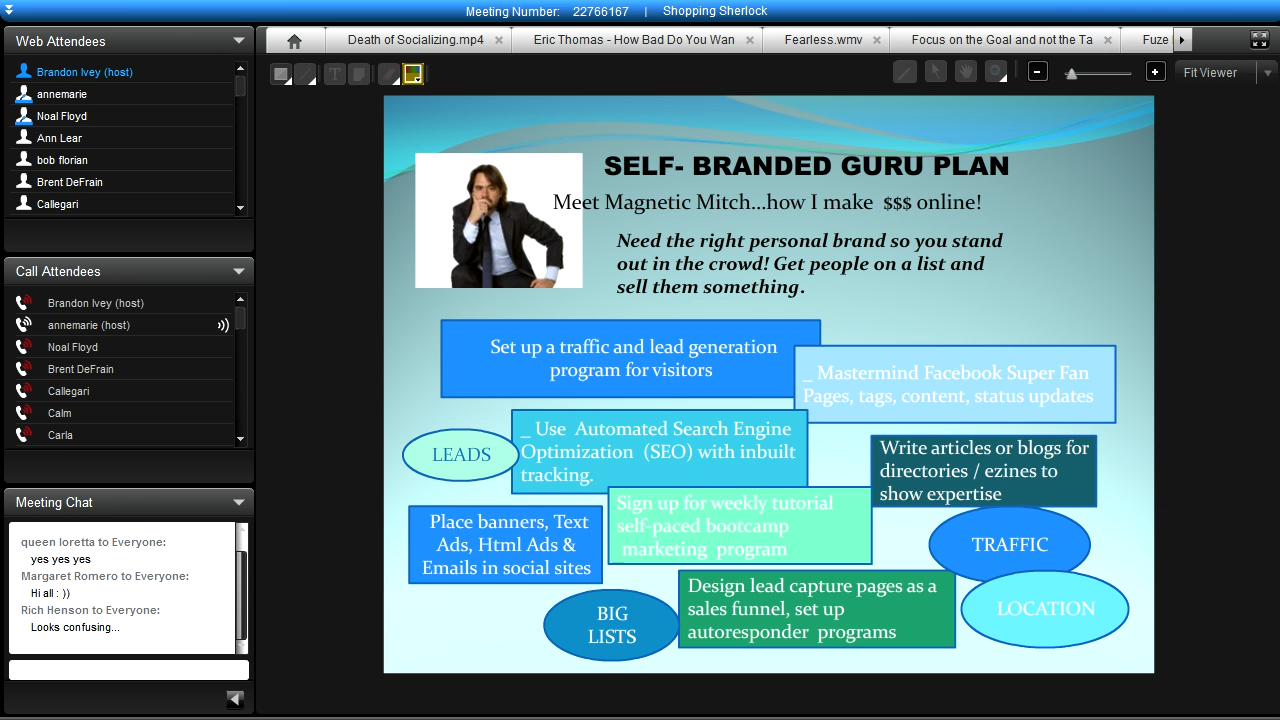 Meeting Number: 22766167 | Shopping Sherlock
Web Attendees
Brandon Ivey (host)
annemarie
Noal Floyd
Ann Lear
bob florian
Brent DeFrain
Callegari
Call Attendees
Brandon Ivey (host)
annemarie (host)
Noal Floyd
Brent DeFrain
Callegari
Calm
Carla
Meeting Chat
queen loretta to Everyone:
yes yes yes
Margaret Romero to Everyone:
Hi all : ))
Rich Henson to Everyone:
Looks confusing...
Death of Socializing.mp4
Eric Thomas - How Bad Do You Wan
Fearless.wmv
Focus on the Goal and not the Ta
Fuze
T
Fit Viewer
SELF- BRANDED GURU PLAN
Meet Magnetic Mitch...how I make $$$ online!
Need the right personal brand so you stand
out in the crowd! Get people on a list and
sell them something.
Set up a traffic and lead generation
program for visitors
_ Mastermind Facebook Super Fan
Pages, tags, content, status updates
_ Use Automated Search Engine
Optimization (SEO) with inbuilt
tracking.
LEADS
Write articles or blogs for
directories / ezines to
show expertise
Sign up for weekly tutorial
self-paced bootcamp
marketing program
Place banners, Text
Ads, Html Ads &
Emails in social sites
TRAFFIC
Design lead capture pages as a
sales funnel, set up
autoresponder programs
LOCATION
BIG
LISTS